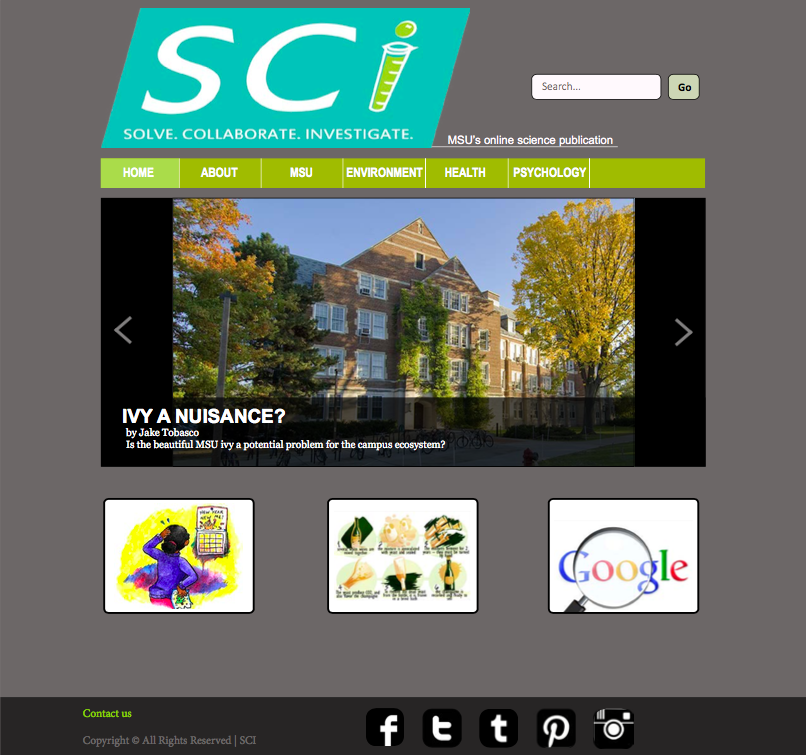 SCi
SOLVE. COLLABORATE. INVESTIGATE.
Search...
Go
MSU's online science publication
HOME
ABOUT
MSU
ENVIRONMENT
HEALTH
PSYCHOLOGY
IVY A NUISANCE?
by Jake Tobasco
Is the beautiful MSU ivy a potential problem for the campus ecosystem?
NEW YEAR
NEW ME!
Google
Contact us
Copyright © All Rights Reserved | SCI